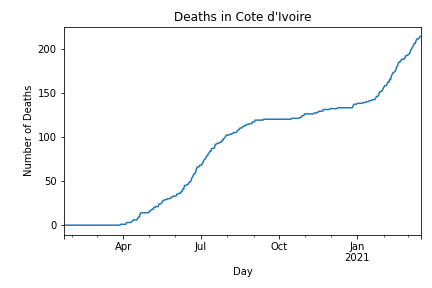 Deaths in Cote d'Ivoire
Number of Deaths
200
150
100
50
0
Apr
Jul
Oct
Jan
2021
Day